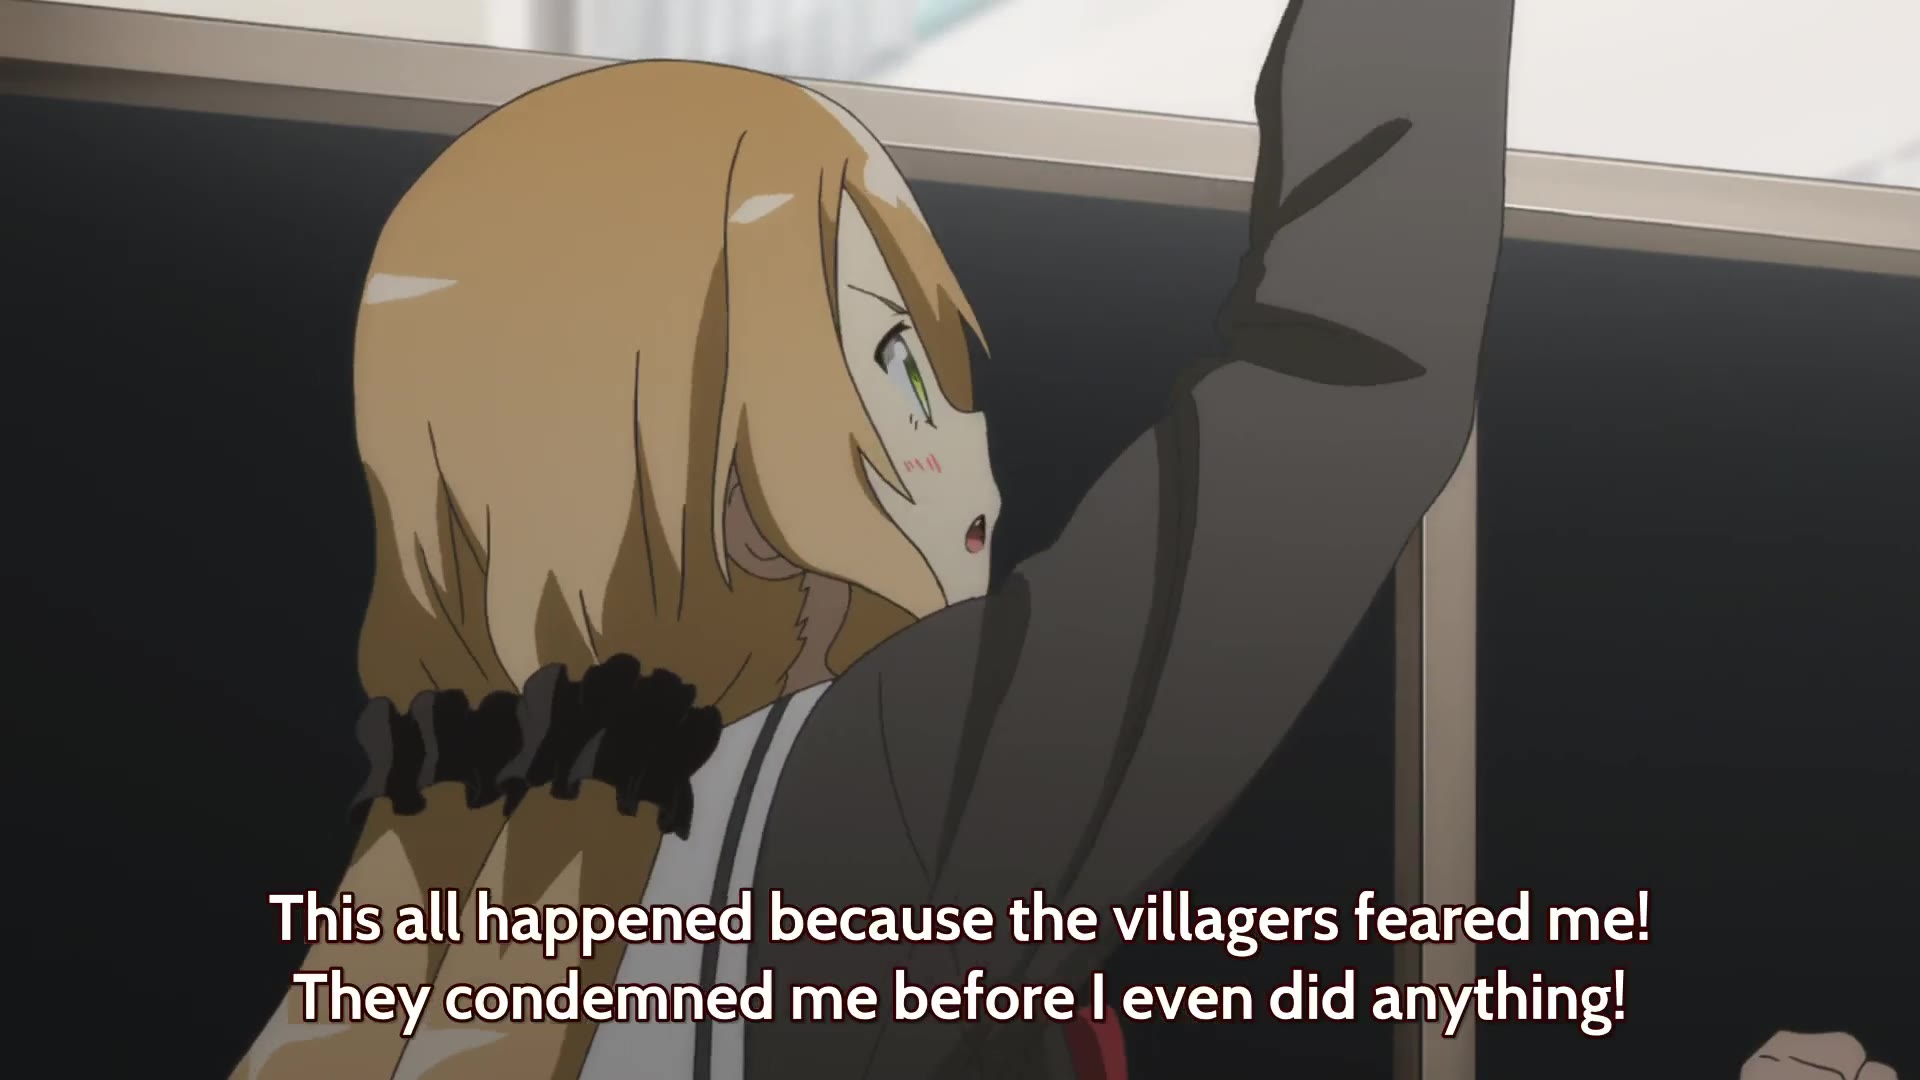 This all happened because the villagers feared me!
They condemned me before I even did anything!